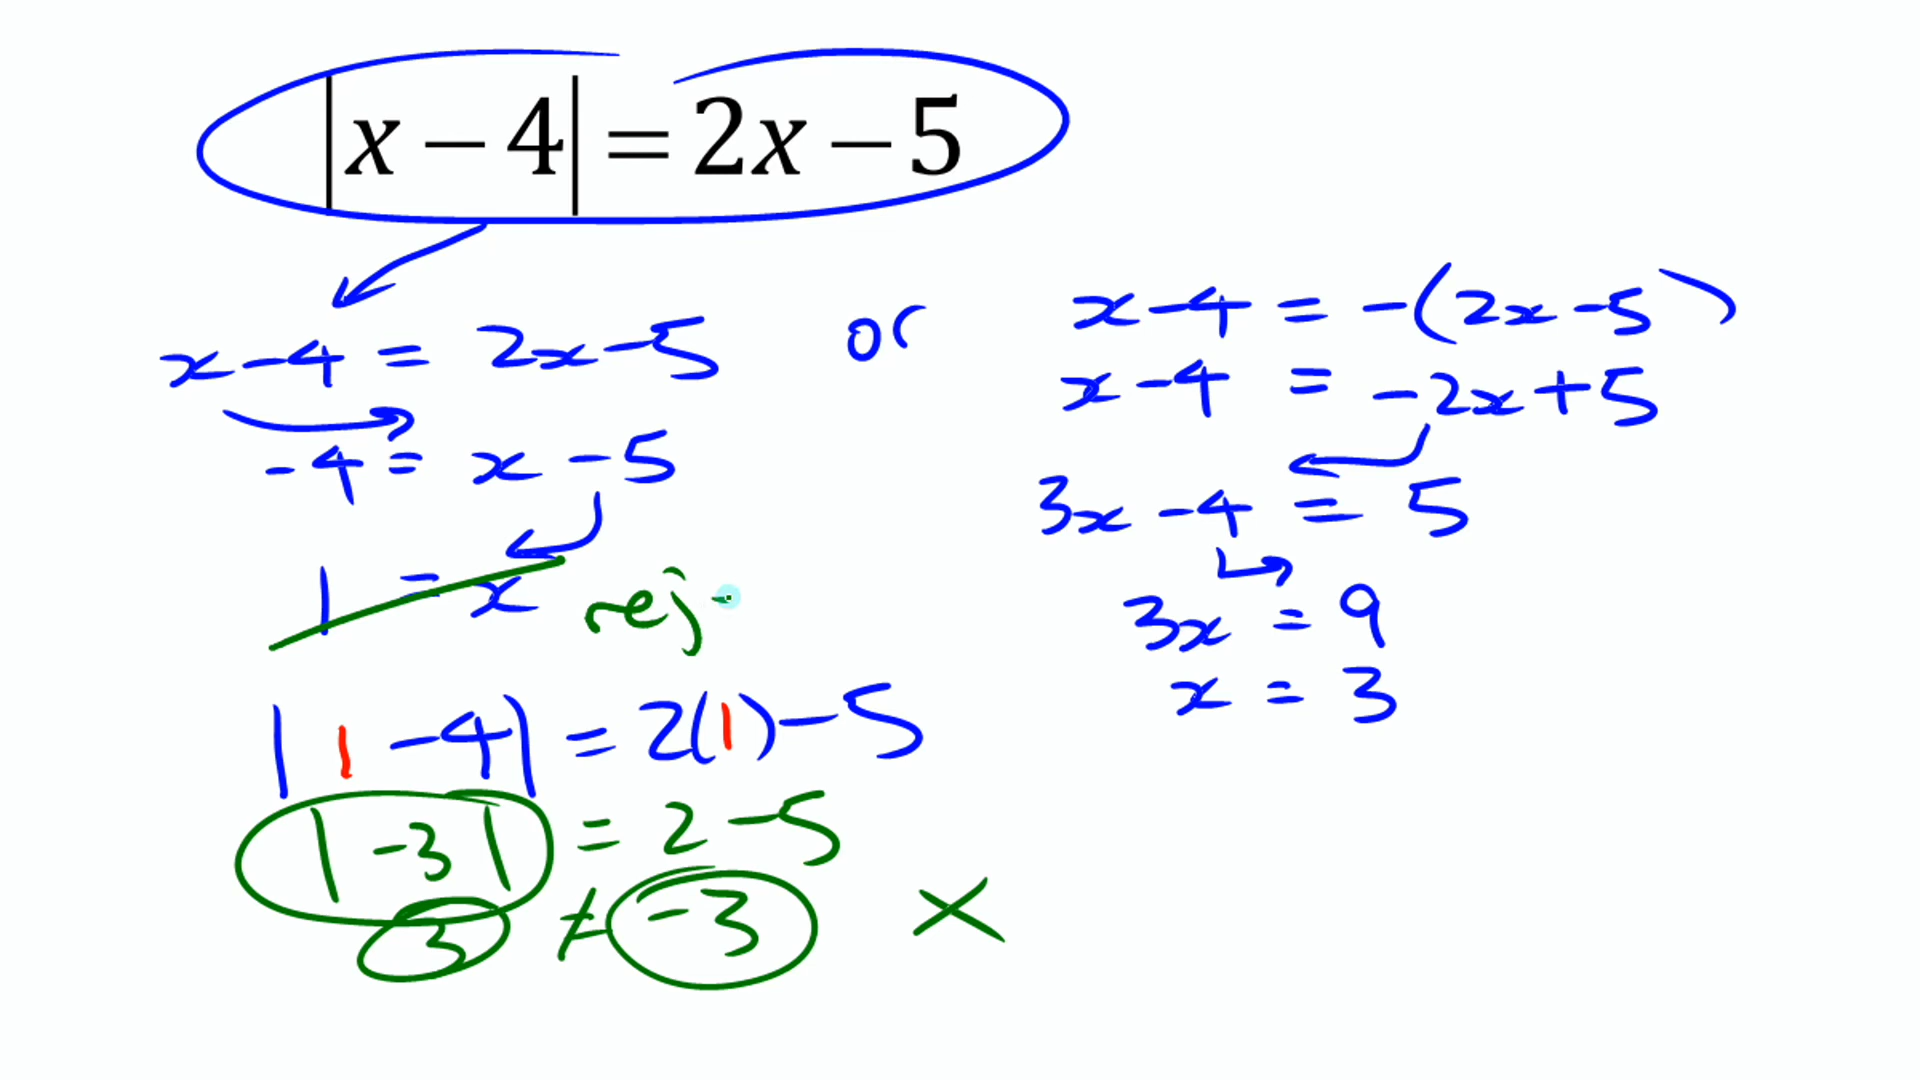 |x − 4| = 2x − 5
x − 4 = 2x − 5 or
−4 = x − 5
1 = x rej
|1 − 4| = 2(1) − 5
|−3| = 2 − 5
3 ≠ −3 ×
x − 4 = −(2x − 5)
x − 4 = −2x + 5
3x − 4 = 5
3x = 9
x = 3